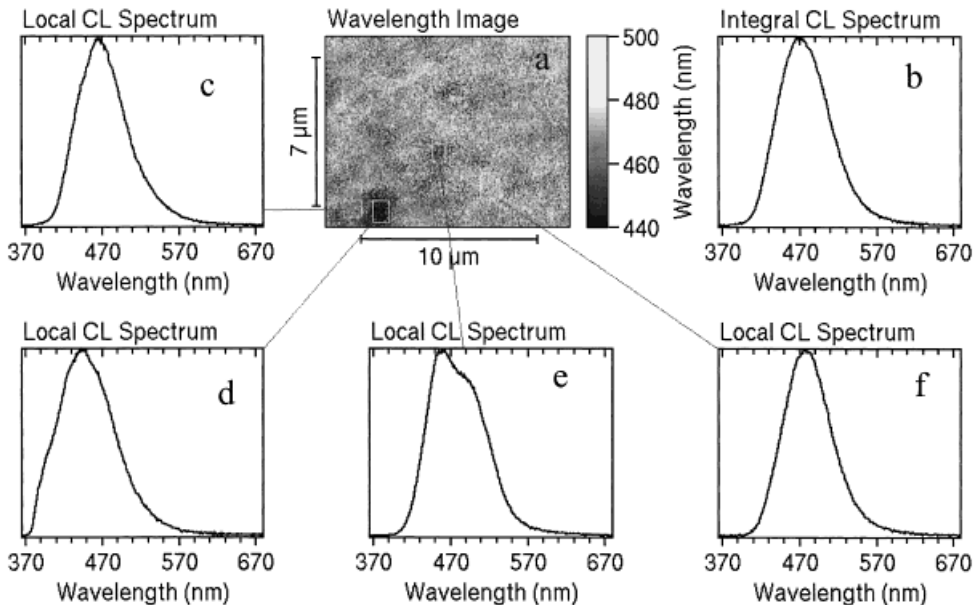 Local CL Spectrum
c
370 470 570 670
Wavelength (nm)
Wavelength Image
a
7 µm
10 µm
500
480
460
440
Wavelength (nm)
Integral CL Spectrum
b
370 470 570 670
Wavelength (nm)
Local CL Spectrum
d
370 470 570 670
Wavelength (nm)
Local CL Spectrum
e
370 470 570 670
Wavelength (nm)
Local CL Spectrum
f
370 470 570 670
Wavelength (nm)